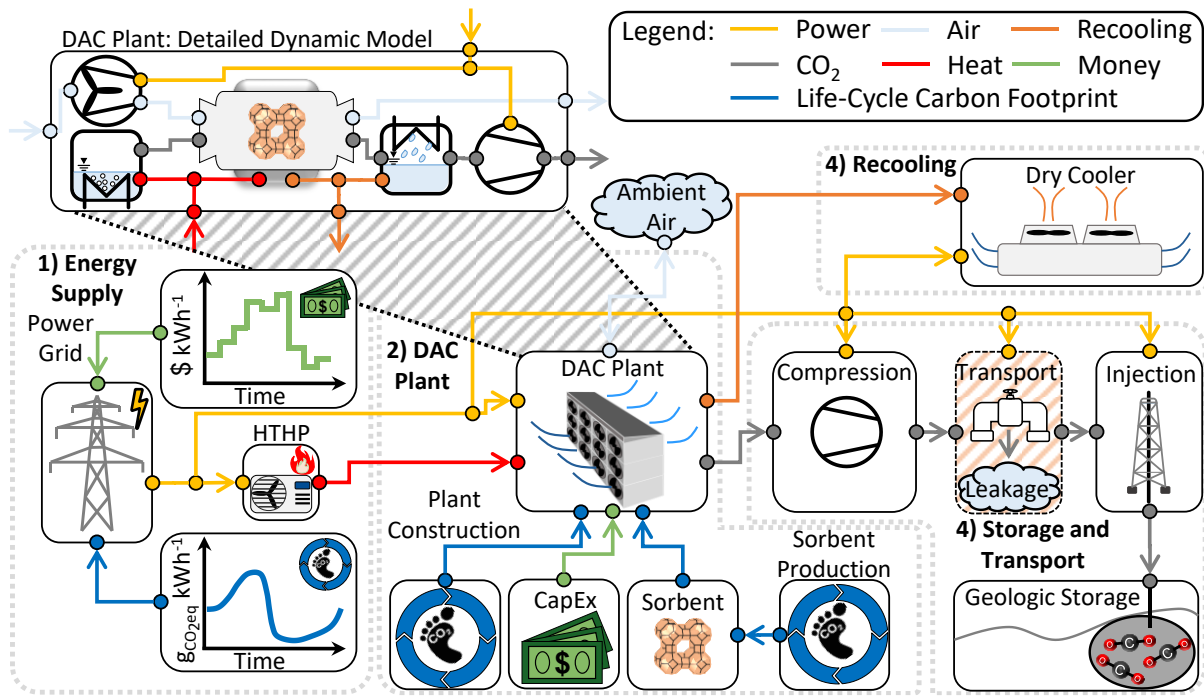 DAC Plant: Detailed Dynamic Model
Legend:
Power
Air
Recooling
CO₂
Heat
Money
Life-Cycle Carbon Footprint
Ambient
Air
4) Recooling
Dry Cooler
1) Energy
Supply
Power
Grid
$ kWh⁻¹
Time
$
HTHP
gCO₂eq kWh⁻¹
Time
2) DAC
Plant
DAC Plant
Compression
Transport
Leakage
Injection
4) Storage and
Transport
Geologic Storage
O C O
O C O
O C O
Plant
Construction
CO₂
CapEx
$
Sorbent
Sorbent
Production
CO₂